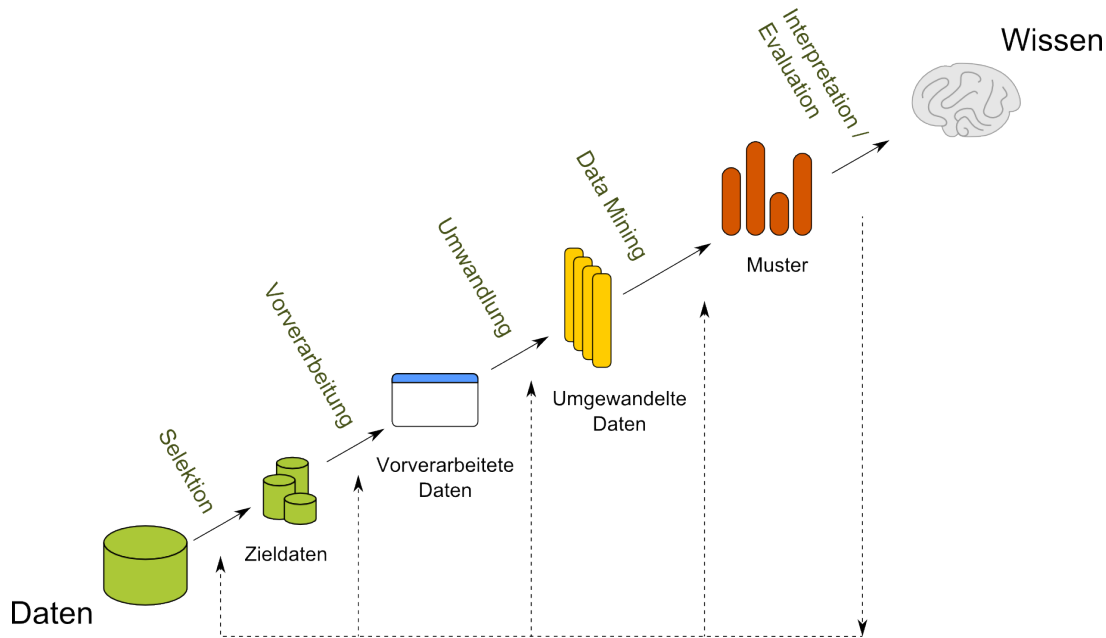 Daten
Selektion
Zieldaten
Vorverarbeitung
Vorverarbeitete
Daten
Umwandlung
Umgewandelte
Daten
Data Mining
Muster
Interpretation /
Evaluation
Wissen